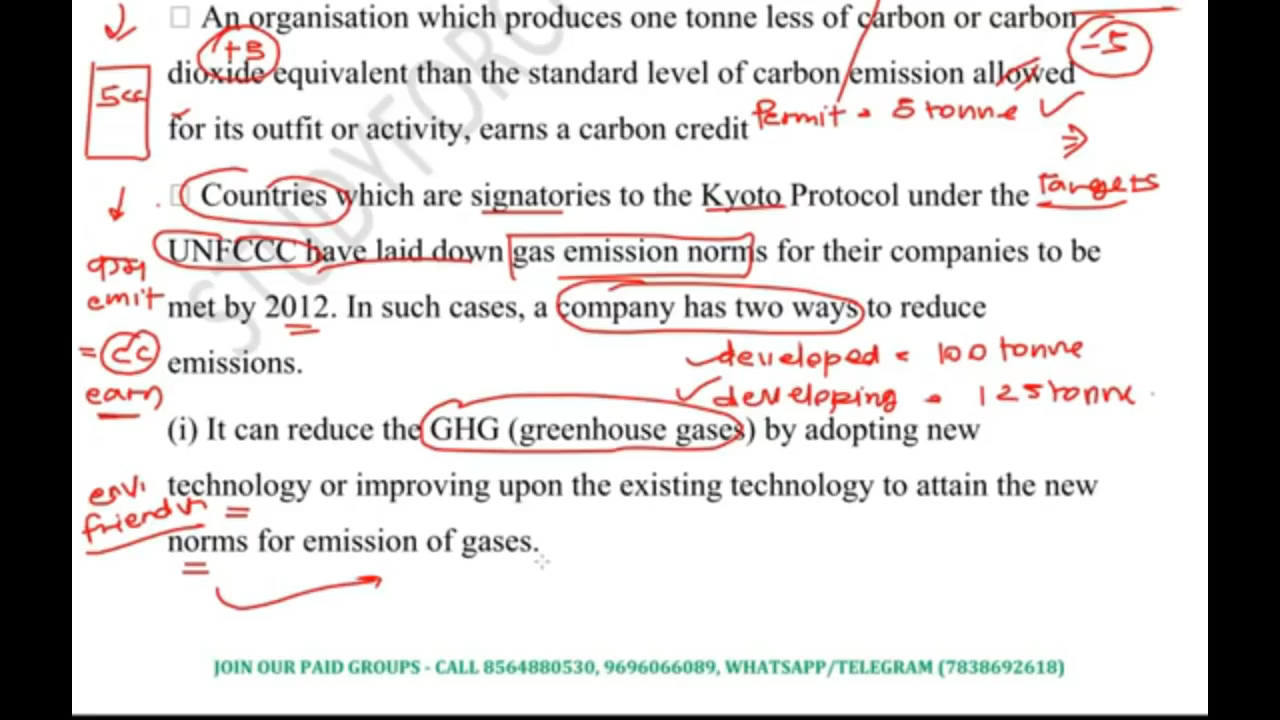 An organisation which produces one tonne less of carbon or carbon
+5
-5
dioxide equivalent than the standard level of carbon emission allowed
5cc
for its outfit or activity, earns a carbon credit
Permit = 5 tonne
Countries which are signatories to the Kyoto Protocol under the
Targets
UNFCCC have laid down gas emission norms for their companies to be
emit
met by 2012. In such cases, a company has two ways to reduce
= CC
emissions.
developed = 100 tonne
earn
developing = 125 tonne
(i) It can reduce the GHG (greenhouse gases) by adopting new
envi
technology or improving upon the existing technology to attain the new
friendly
norms for emission of gases.
STUDYFORO
JOIN OUR PAID GROUPS - CALL 8564880530, 9696066089, WHATSAPP/TELEGRAM (7838692618)